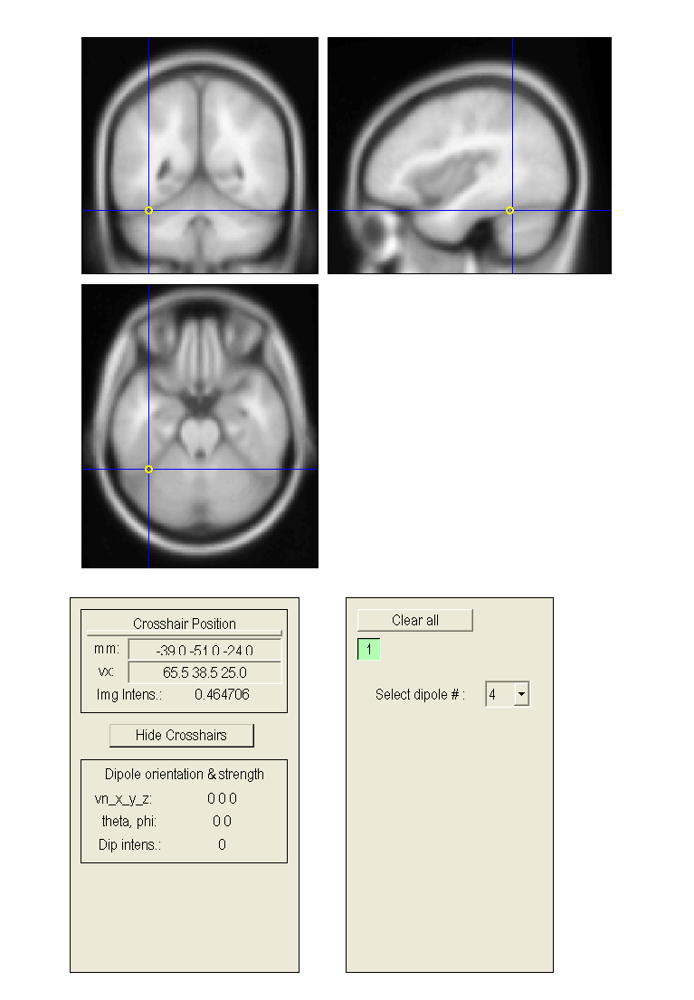 Crosshair Position
mm: -39.0 -51.0 -24.0
vx: 65.5 38.5 25.0
Img Intens.: 0.464706
Hide Crosshairs
Dipole orientation & strength
vn_x_y_z: 0 0 0
theta, phi: 0 0
Dip intens.: 0
Clear all
1
Select dipole # : 4